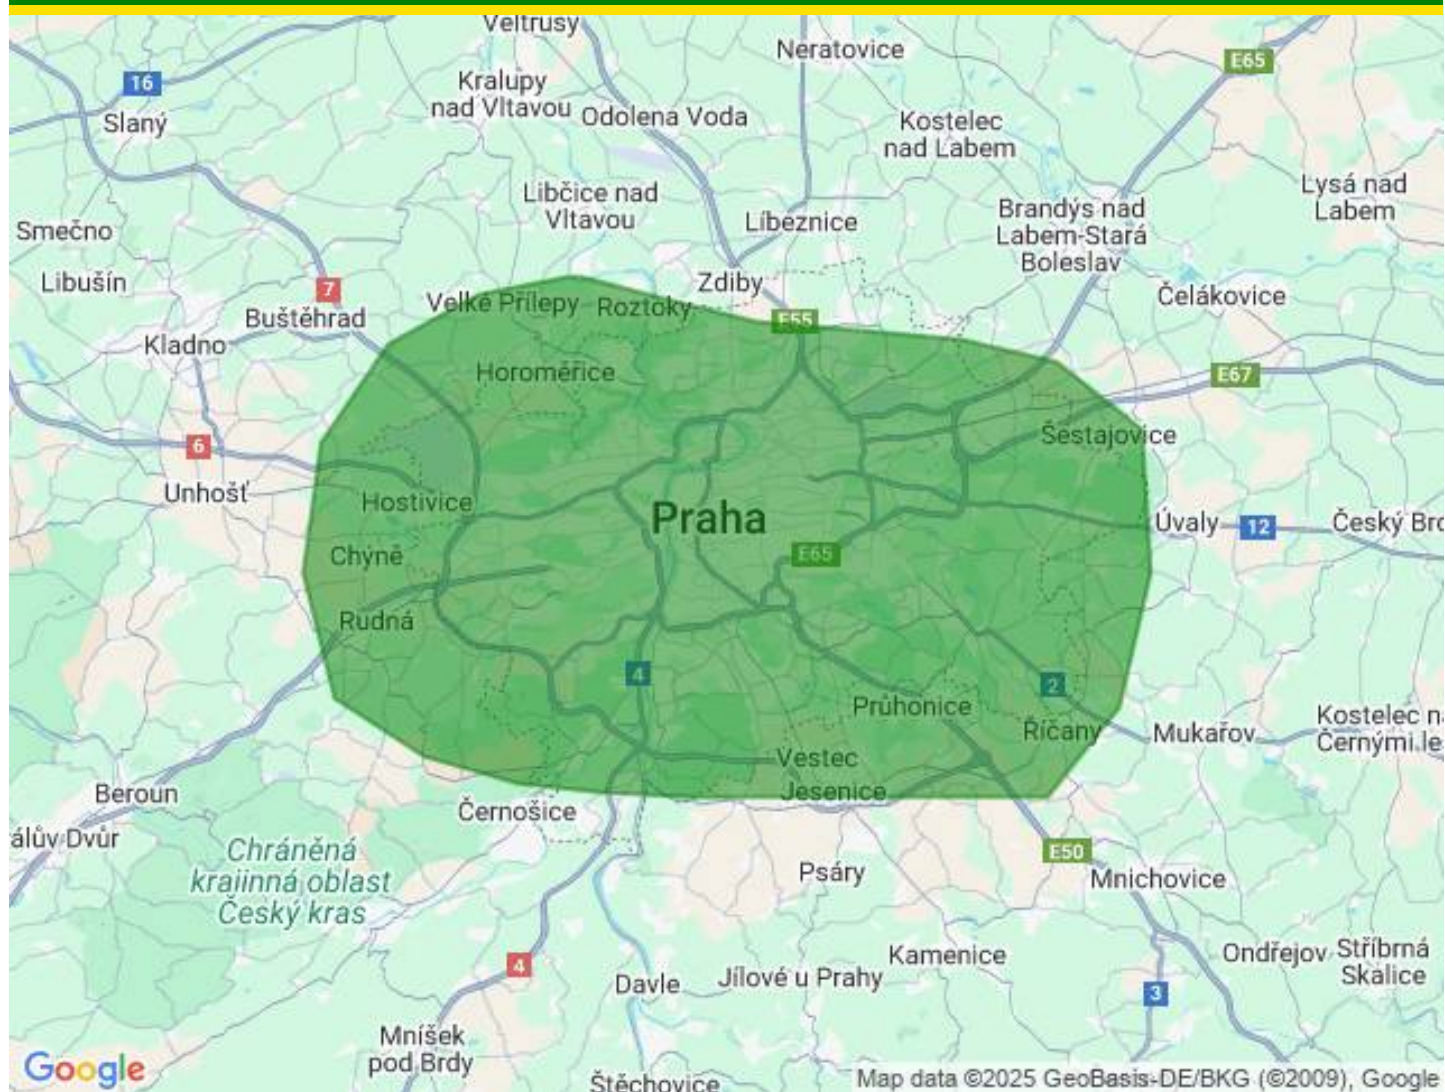 Veltrusy
Neratovice
E65
16
Kralupy
nad Vltavou
Odolena Voda
Slaný
Kostelec
nad Labem
Libčice nad
Vltavou
Lysá nad
Labem
Smečno
Líbeznice
Brandýs nad
Labem-Stará
Boleslav
Libušín
7
Velké Přílepy
Roztoky
Zdiby
Čelákovice
Buštěhrad
E55
Kladno
Horoměřice
E67
6
Šestajovice
Unhošť
Hostivice
Praha
Úvaly
12
Český Bro
Chýně
E65
Rudná
4
2
Průhonice
Říčany
Mukařov
Kostelec na
Černými le
Vestec
Jesenice
Beroun
Černošice
álův Dvůr
Chráněná
krajinná oblast
Český kras
E50
Psáry
Mnichovice
4
Kamenice
Ondřejov
Stříbrná
Skalice
Davle
Jílové u Prahy
3
Mníšek
pod Brdy
Google
Štěchovice
Map data ©2025 GeoBasis-DE/BKG (©2009), Google